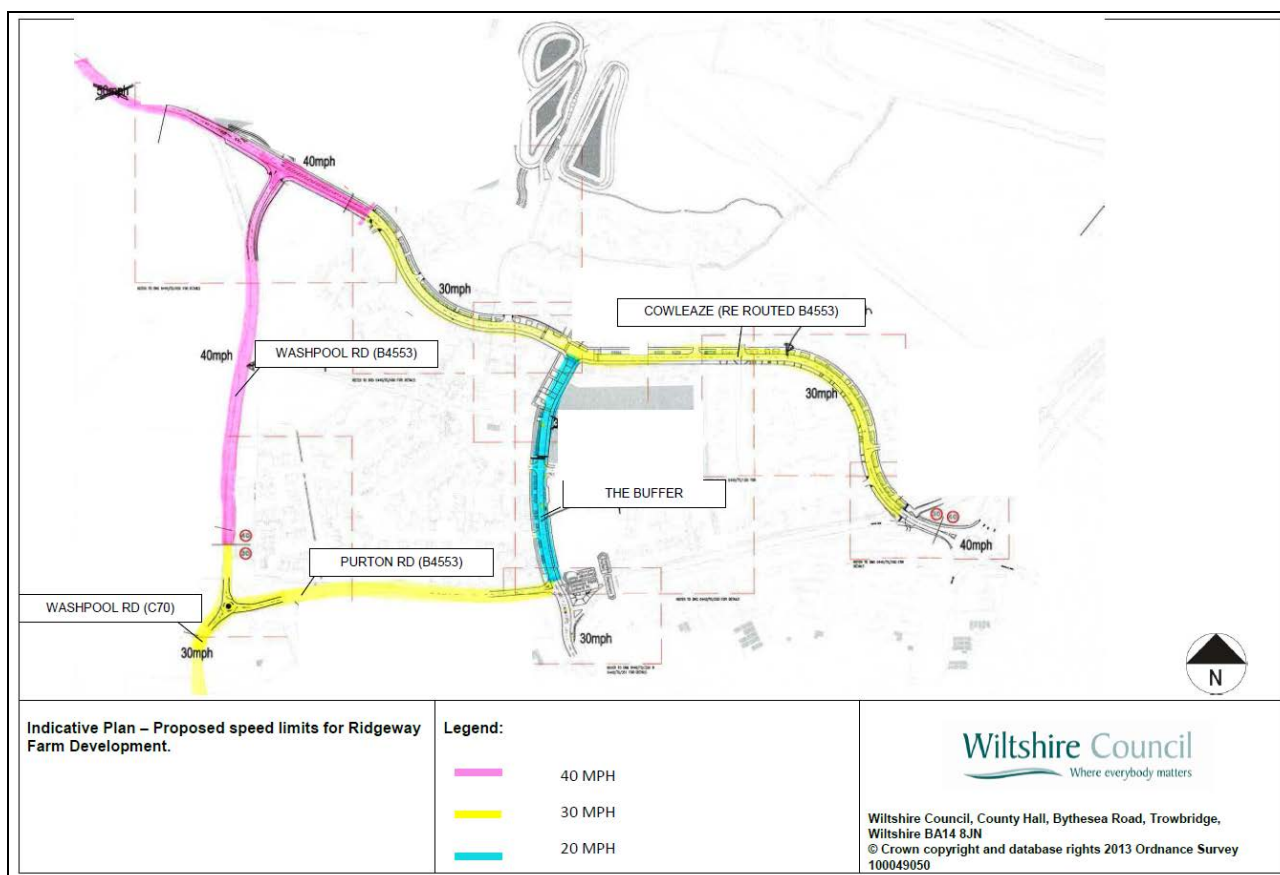 50mph
40mph
30mph
COWLEAZE (RE ROUTED B4553)
WASHPOOL RD (B4553)
40mph
30mph
THE BUFFER
40mph
PURTON RD (B4553)
WASHPOOL RD (C70)
30mph
30mph
N
Indicative Plan – Proposed speed limits for Ridgeway
Farm Development.
Legend:
40 MPH
30 MPH
20 MPH
Wiltshire Council
Where everybody matters
Wiltshire Council, County Hall, Bythesea Road, Trowbridge,
Wiltshire BA14 8JN
© Crown copyright and database rights 2013 Ordnance Survey
100049050